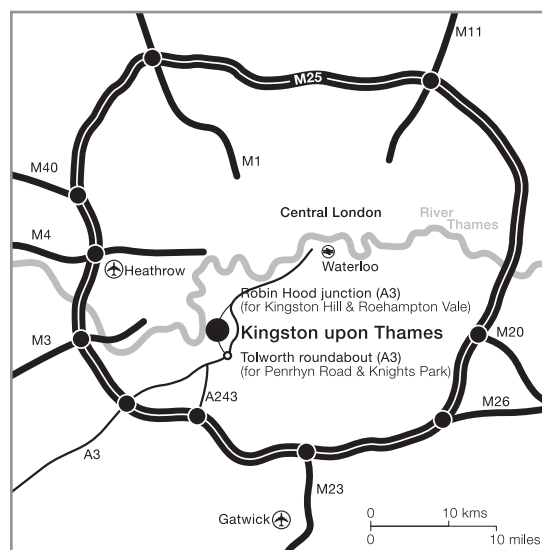 M11
M25
M1
M40
Central London
River
Thames
M4
Waterloo
Heathrow
Robin Hood junction (A3)
(for Kingston Hill & Roehampton Vale)
Kingston upon Thames
M3
M20
Tolworth roundabout (A3)
(for Penrhyn Road & Knights Park)
A243
M26
A3
M23
Gatwick
0 10 kms
0 10 miles